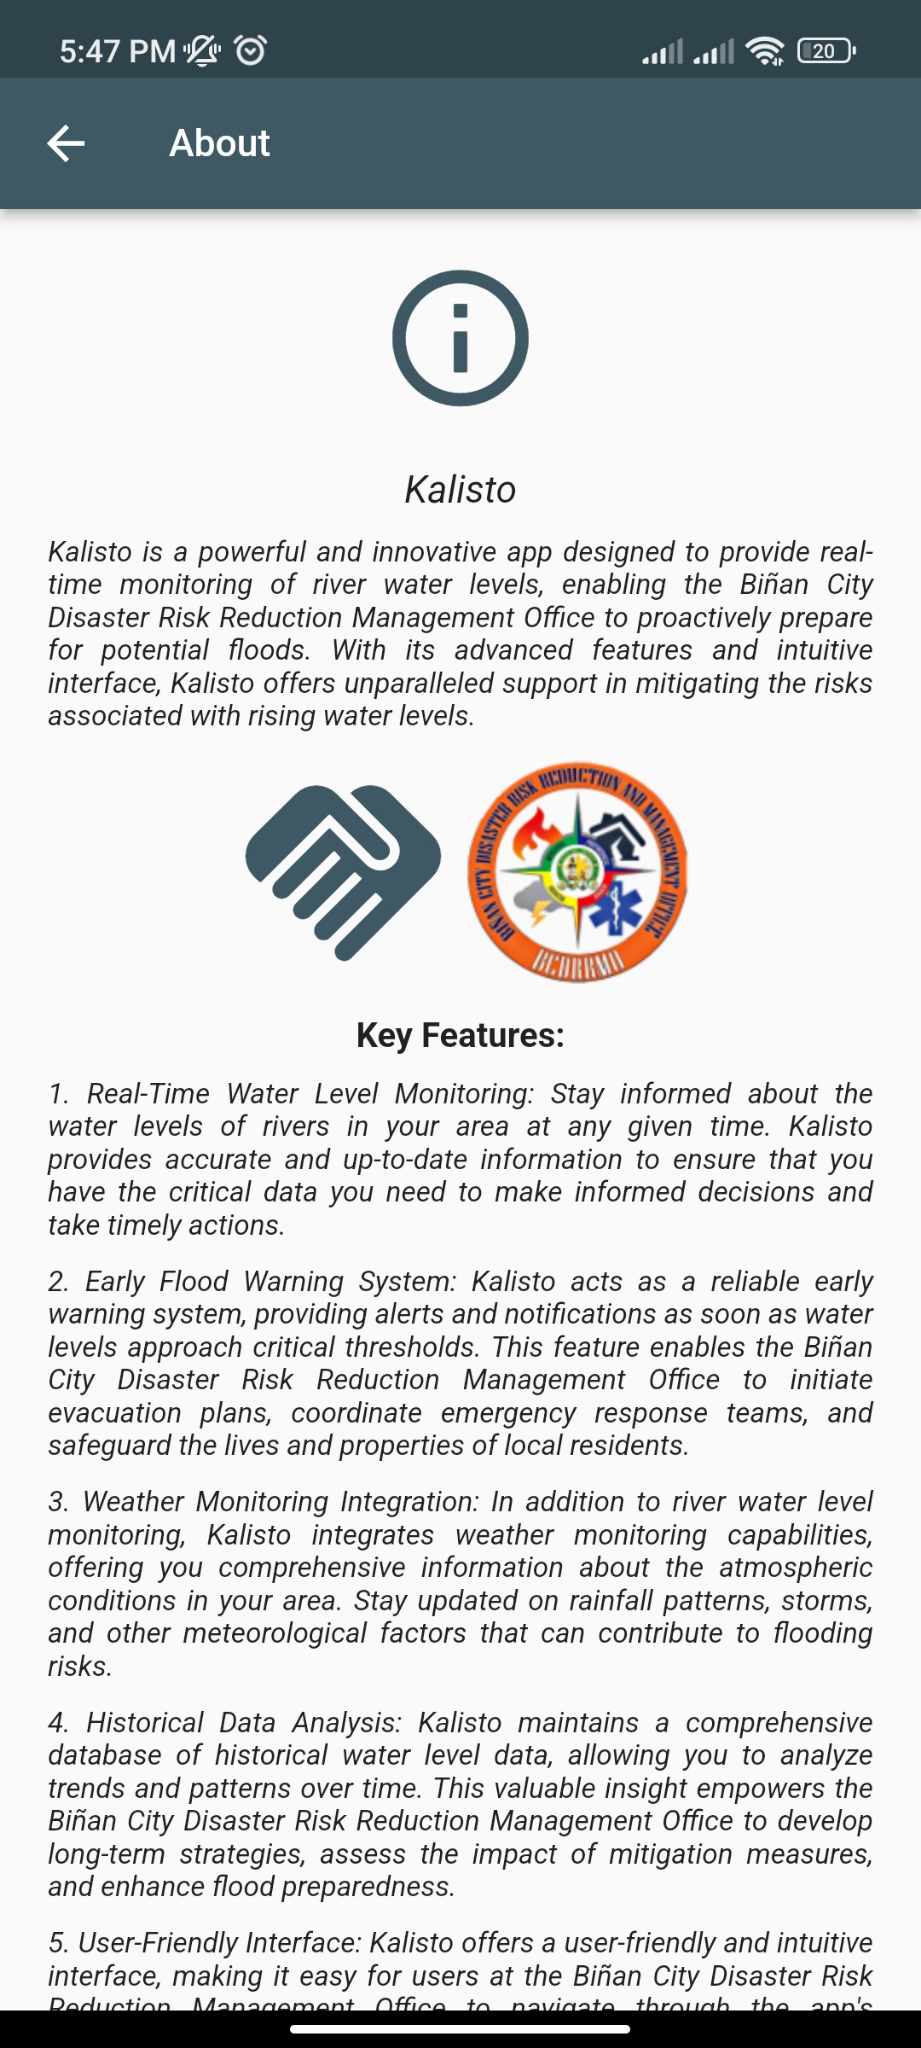 5:47 PM
20
About
Kalisto
Kalisto is a powerful and innovative app designed to provide real-
time monitoring of river water levels, enabling the Biñan City
Disaster Risk Reduction Management Office to proactively prepare
for potential floods. With its advanced features and intuitive
interface, Kalisto offers unparalleled support in mitigating the risks
associated with rising water levels.
BIÑAN CITY DISASTER RISK REDUCTION AND MANAGEMENT OFFICE
BCDRRMO
Key Features:
1. Real-Time Water Level Monitoring: Stay informed about the
water levels of rivers in your area at any given time. Kalisto
provides accurate and up-to-date information to ensure that you
have the critical data you need to make informed decisions and
take timely actions.
2. Early Flood Warning System: Kalisto acts as a reliable early
warning system, providing alerts and notifications as soon as water
levels approach critical thresholds. This feature enables the Biñan
City Disaster Risk Reduction Management Office to initiate
evacuation plans, coordinate emergency response teams, and
safeguard the lives and properties of local residents.
3. Weather Monitoring Integration: In addition to river water level
monitoring, Kalisto integrates weather monitoring capabilities,
offering you comprehensive information about the atmospheric
conditions in your area. Stay updated on rainfall patterns, storms,
and other meteorological factors that can contribute to flooding
risks.
4. Historical Data Analysis: Kalisto maintains a comprehensive
database of historical water level data, allowing you to analyze
trends and patterns over time. This valuable insight empowers the
Biñan City Disaster Risk Reduction Management Office to develop
long-term strategies, assess the impact of mitigation measures,
and enhance flood preparedness.
5. User-Friendly Interface: Kalisto offers a user-friendly and intuitive
interface, making it easy for users at the Biñan City Disaster Risk
Reduction Management Office to navigate through the app's